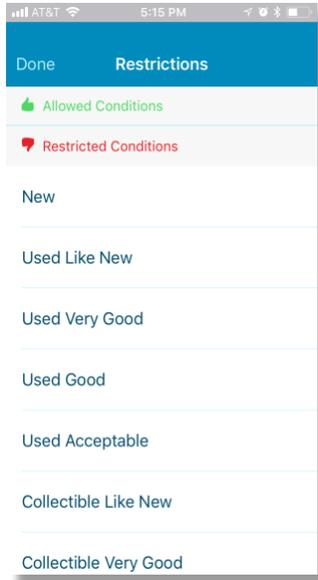 AT&T 5:15 PM
Done Restrictions
Allowed Conditions
Restricted Conditions
New
Used Like New
Used Very Good
Used Good
Used Acceptable
Collectible Like New
Collectible Very Good